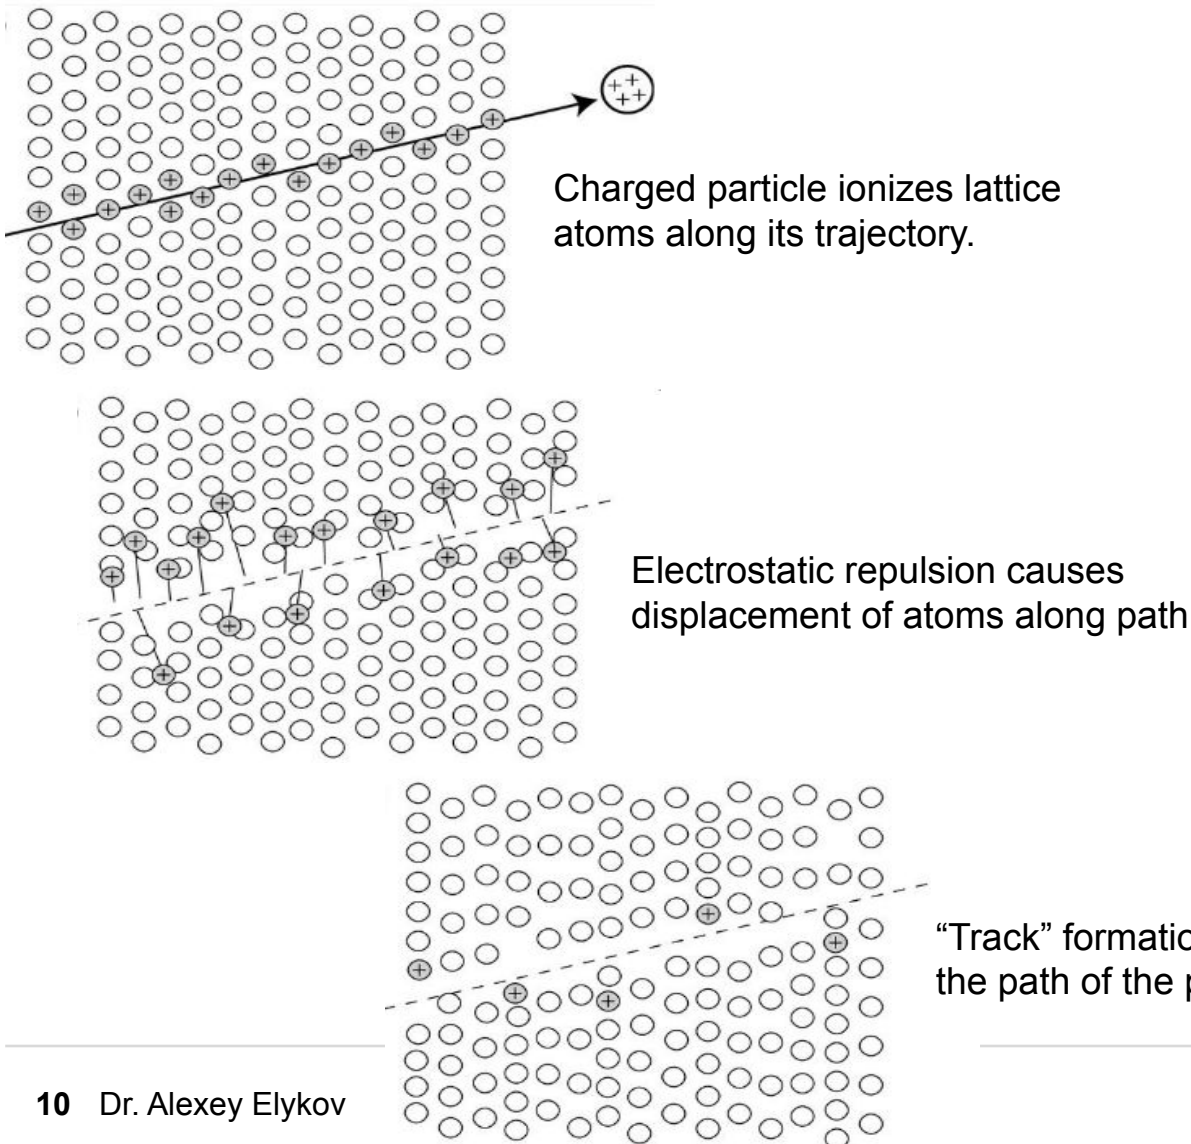 Charged particle ionizes lattice
atoms along its trajectory.
Electrostatic repulsion causes
displacement of atoms along path
“Track” formatio
the path of the p
10 Dr. Alexey Elykov